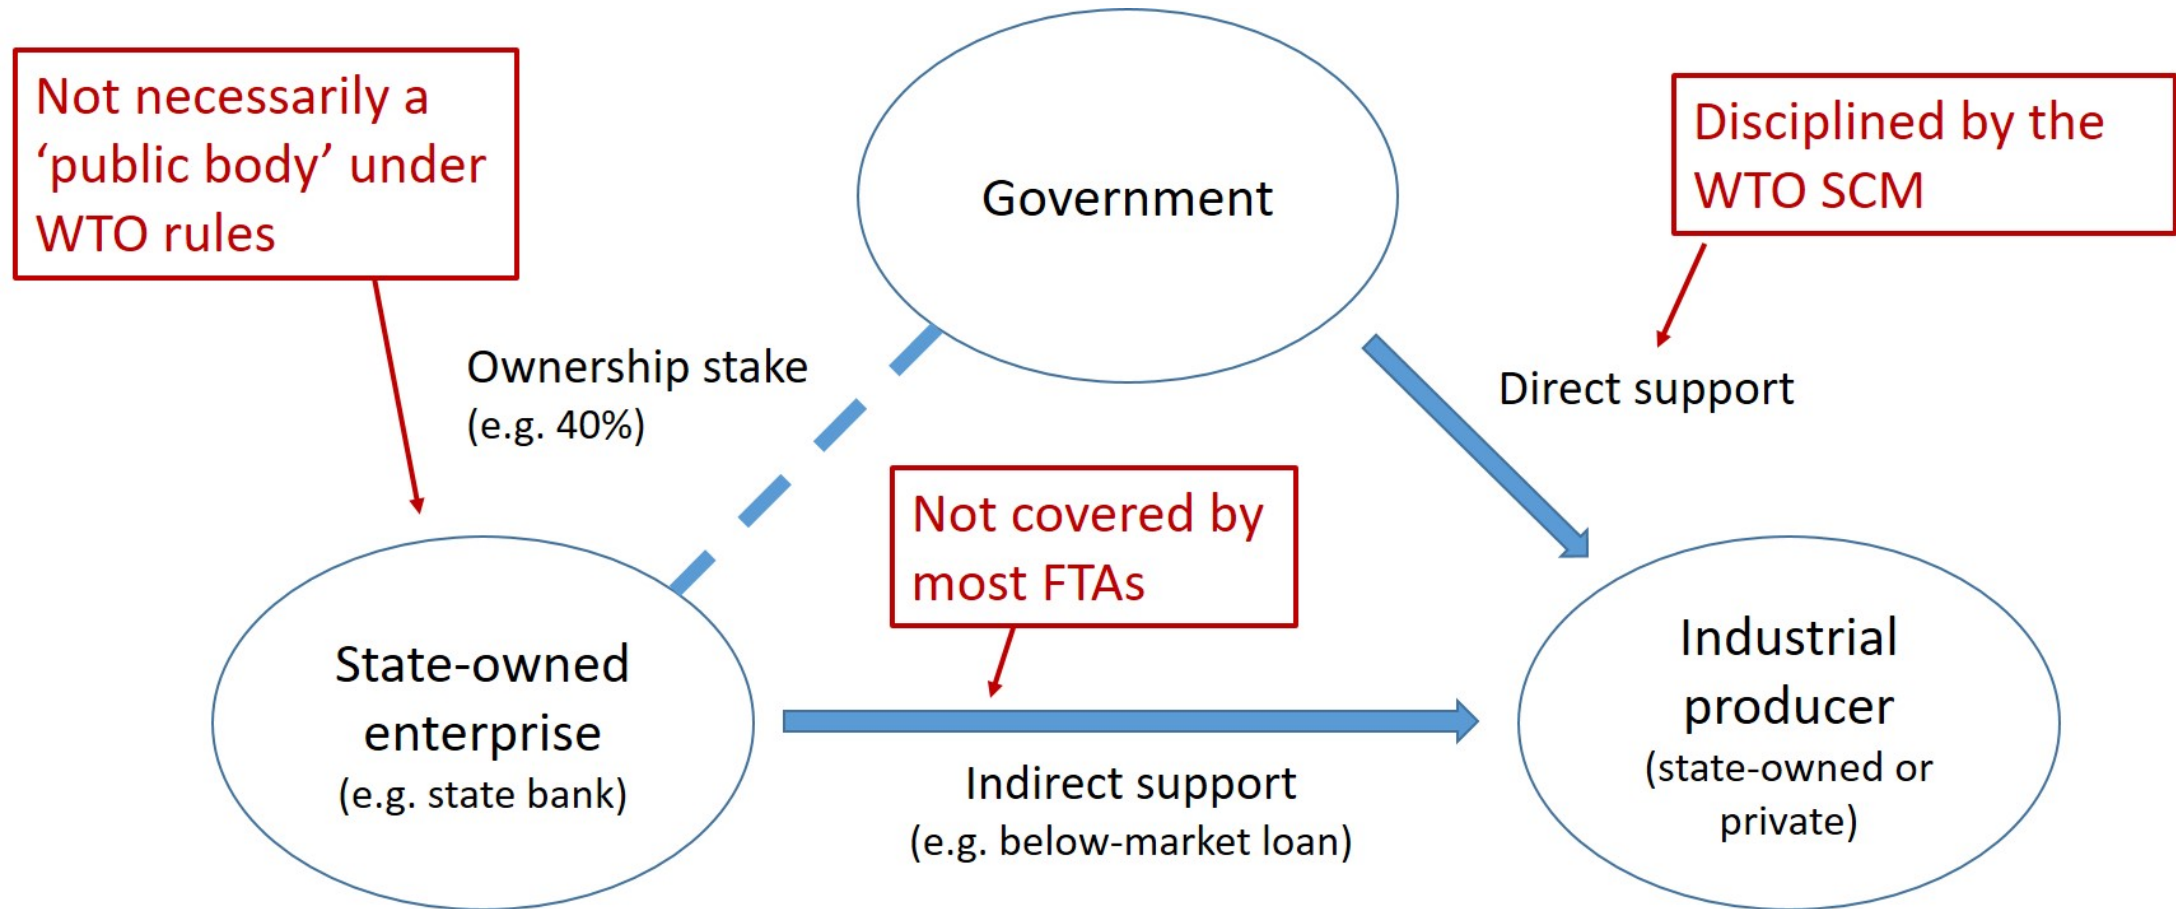 Not necessarily a
‘public body’ under
WTO rules
Government
Disciplined by the
WTO SCM
Ownership stake
(e.g. 40%)
Direct support
Not covered by
most FTAs
State-owned
enterprise
(e.g. state bank)
Indirect support
(e.g. below-market loan)
Industrial
producer
(state-owned or
private)